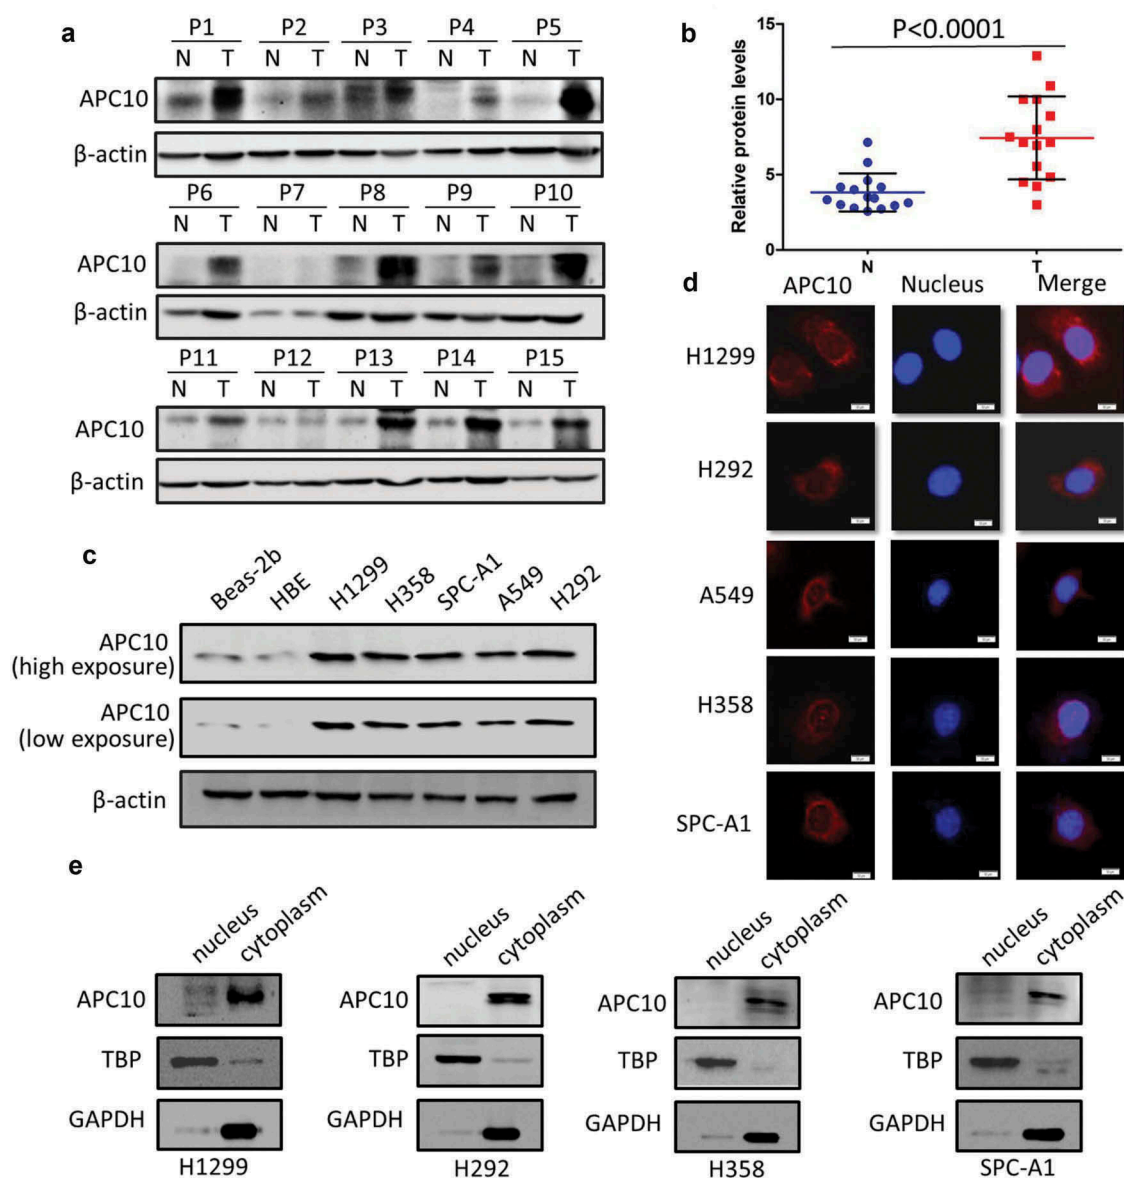 a
P1 P2 P3 P4 P5
N T N T N T N T N T
APC10
β-actin
P6 P7 P8 P9 P10
N T N T N T N T N T
APC10
β-actin
P11 P12 P13 P14 P15
N T N T N T N T N T
APC10
β-actin
b
P<0.0001
Relative protein levels
15
10
5
0
N T
c
Beas-2b HBE H1299 H358 SPC-A1 A549 H292
APC10
(high exposure)
APC10
(low exposure)
β-actin
d
APC10 Nucleus Merge
H1299
H292
A549
H358
SPC-A1
e
nucleus cytoplasm
APC10
TBP
GAPDH
H1299
nucleus cytoplasm
APC10
TBP
GAPDH
H292
nucleus cytoplasm
APC10
TBP
GAPDH
H358
nucleus cytoplasm
APC10
TBP
GAPDH
SPC-A1